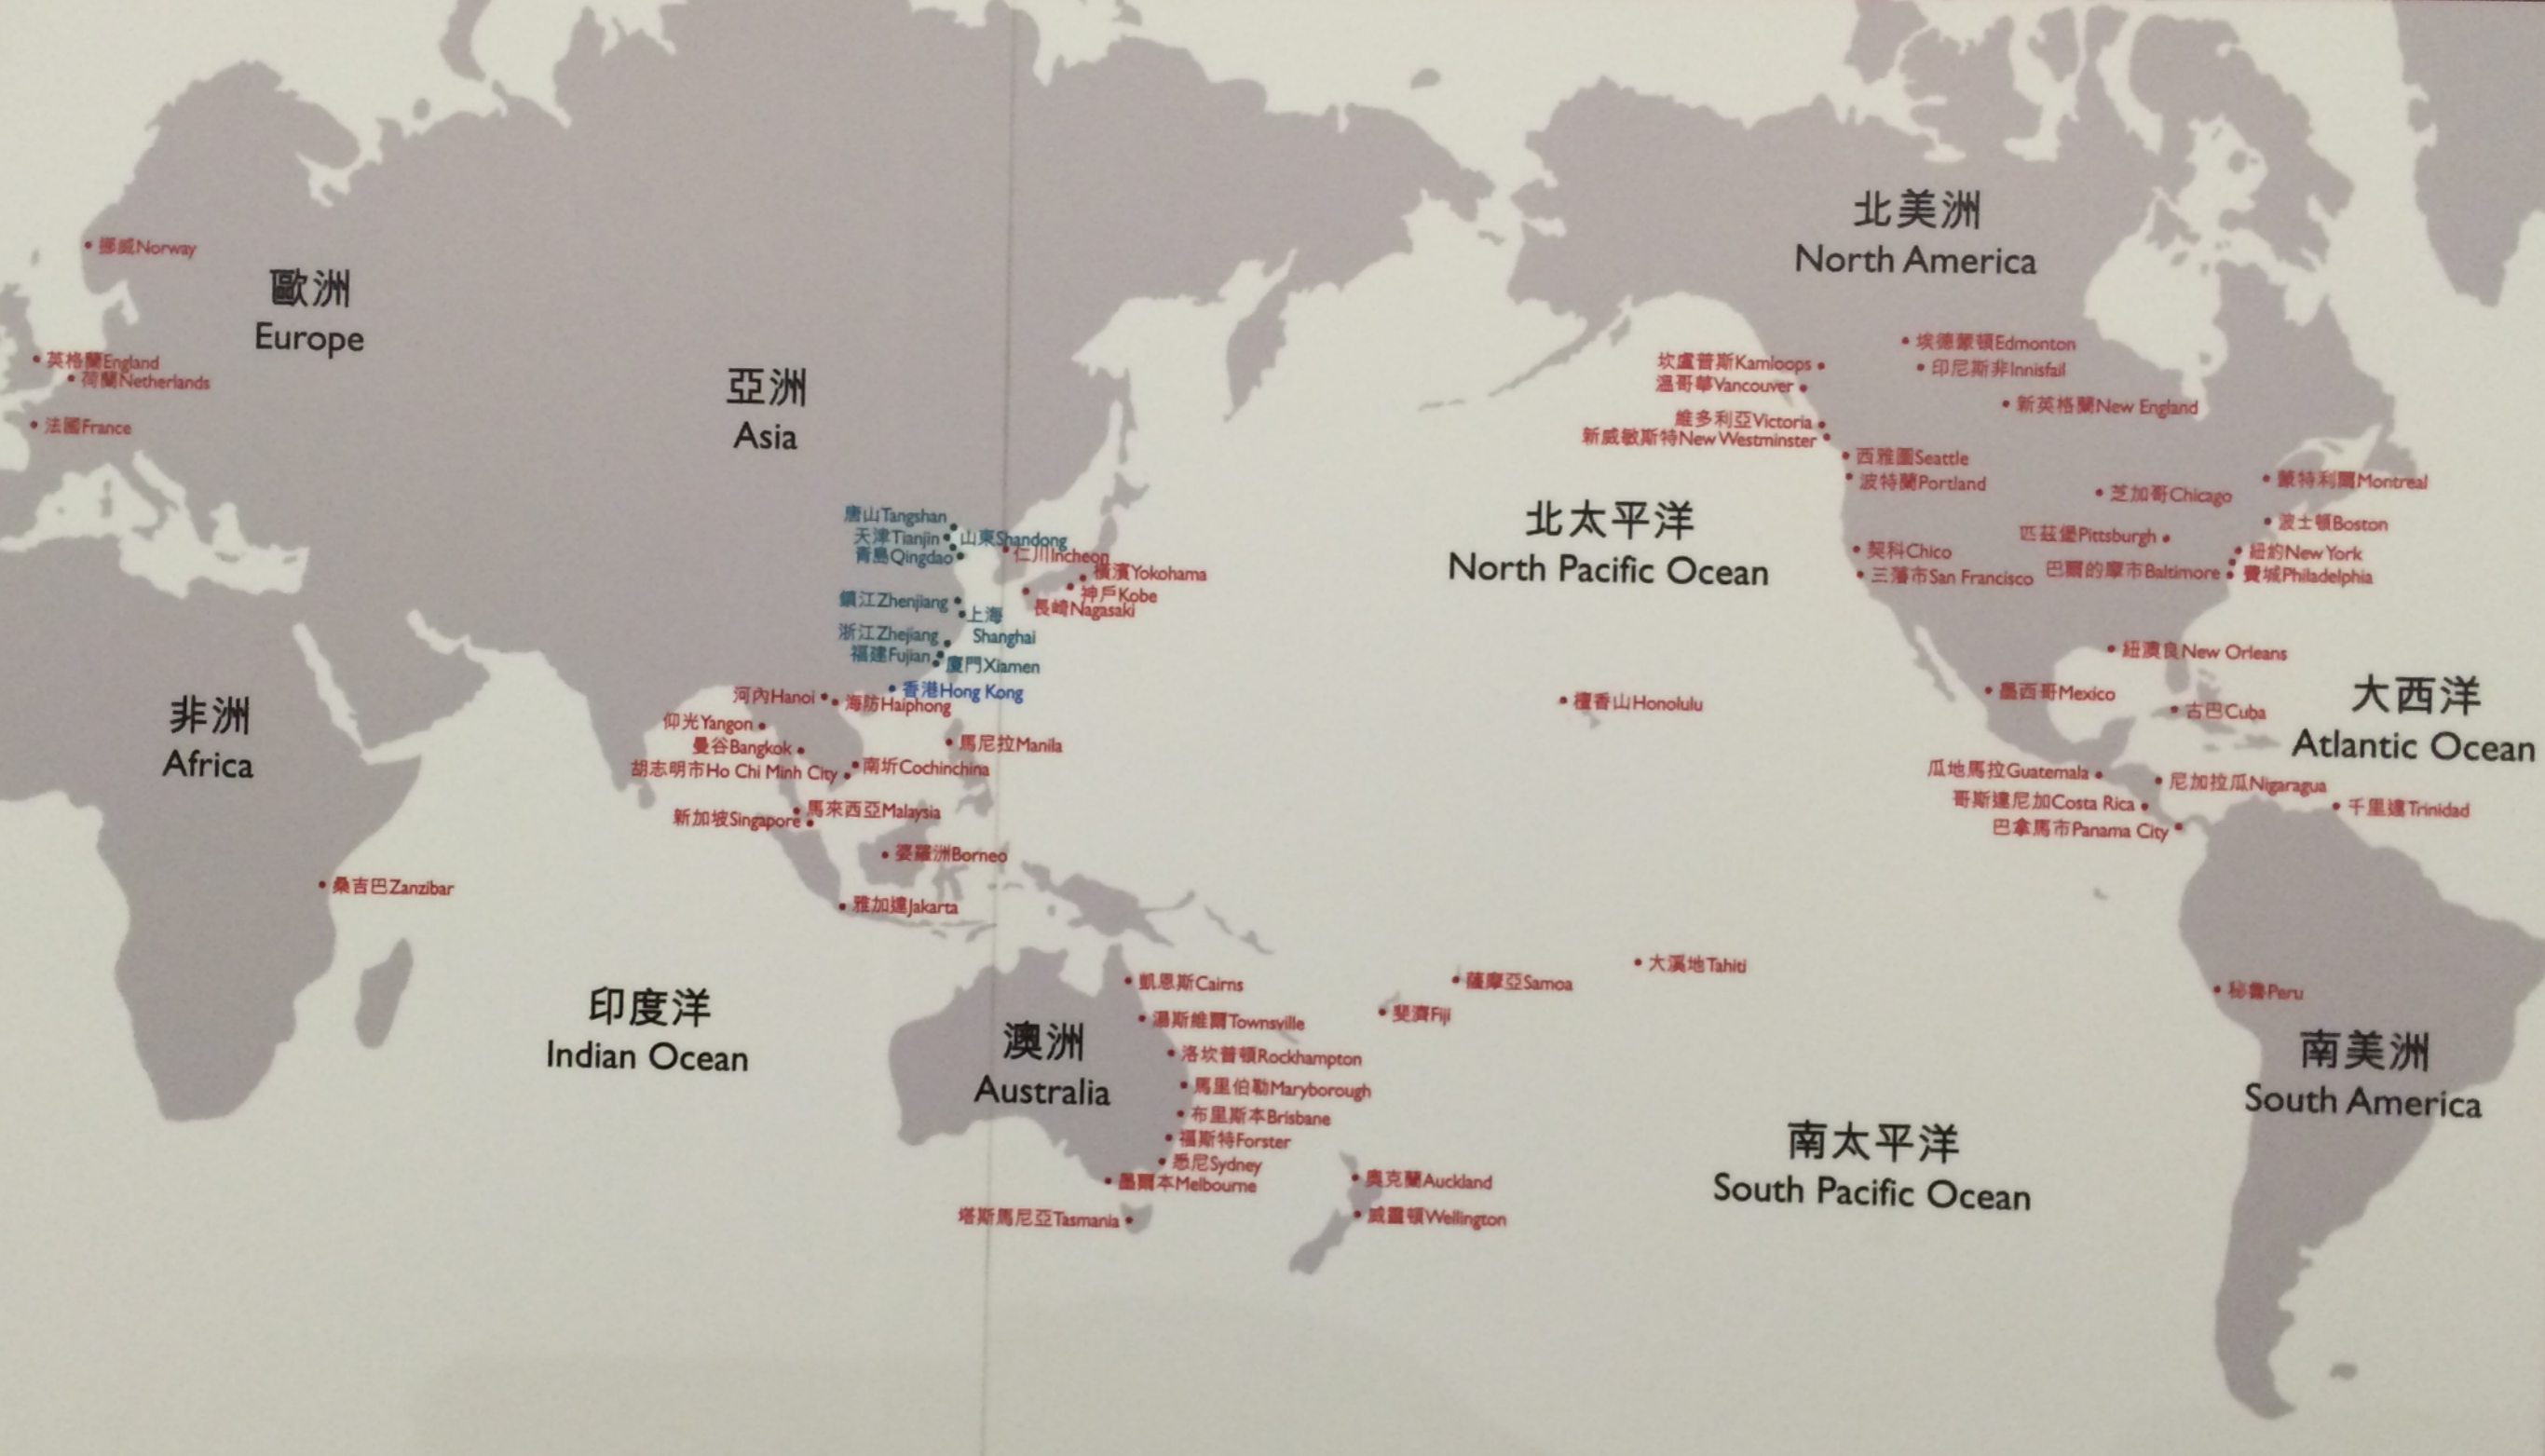 北美洲
North America
挪威Norway
歐洲
Europe
英格蘭England
荷蘭Netherlands
法國France
亞洲
Asia
埃德蒙頓Edmonton
坎盧普斯Kamloops
印尼斯非Innisfail
溫哥華Vancouver
新英格蘭New England
維多利亞Victoria
新威敏斯特New Westminster
西雅圖Seattle
波特蘭Portland
蒙特利爾Montreal
芝加哥Chicago
波士頓Boston
匹茲堡Pittsburgh
契科Chico
紐約New York
三藩市San Francisco
巴爾的摩市Baltimore
費城Philadelphia
北太平洋
North Pacific Ocean
唐山Tangshan
天津Tianjin
山東Shandong
青島Qingdao
仁川Incheon
橫濱Yokohama
神戶Kobe
長崎Nagasaki
鎮江Zhenjiang
上海
Shanghai
浙江Zhejiang
福建Fujian
廈門Xiamen
香港Hong Kong
河內Hanoi
海防Haiphong
仰光Yangon
曼谷Bangkok
馬尼拉Manila
胡志明市Ho Chi Minh City
南圻Cochinchina
馬來西亞Malaysia
新加坡Singapore
婆羅洲Borneo
雅加達Jakarta
非洲
Africa
桑吉巴Zanzibar
檀香山Honolulu
紐澳良New Orleans
墨西哥Mexico
古巴Cuba
大西洋
Atlantic Ocean
瓜地馬拉Guatemala
尼加拉瓜Nigaragua
哥斯達尼加Costa Rica
千里達Trinidad
巴拿馬市Panama City
印度洋
Indian Ocean
澳洲
Australia
凱恩斯Cairns
湯斯維爾Townsville
洛坎普頓Rockhampton
馬里伯勒Maryborough
布里斯本Brisbane
福斯特Forster
悉尼Sydney
墨爾本Melbourne
塔斯馬尼亞Tasmania
薩摩亞Samoa
大溪地Tahiti
斐濟Fiji
奧克蘭Auckland
威靈頓Wellington
南太平洋
South Pacific Ocean
秘魯Peru
南美洲
South America